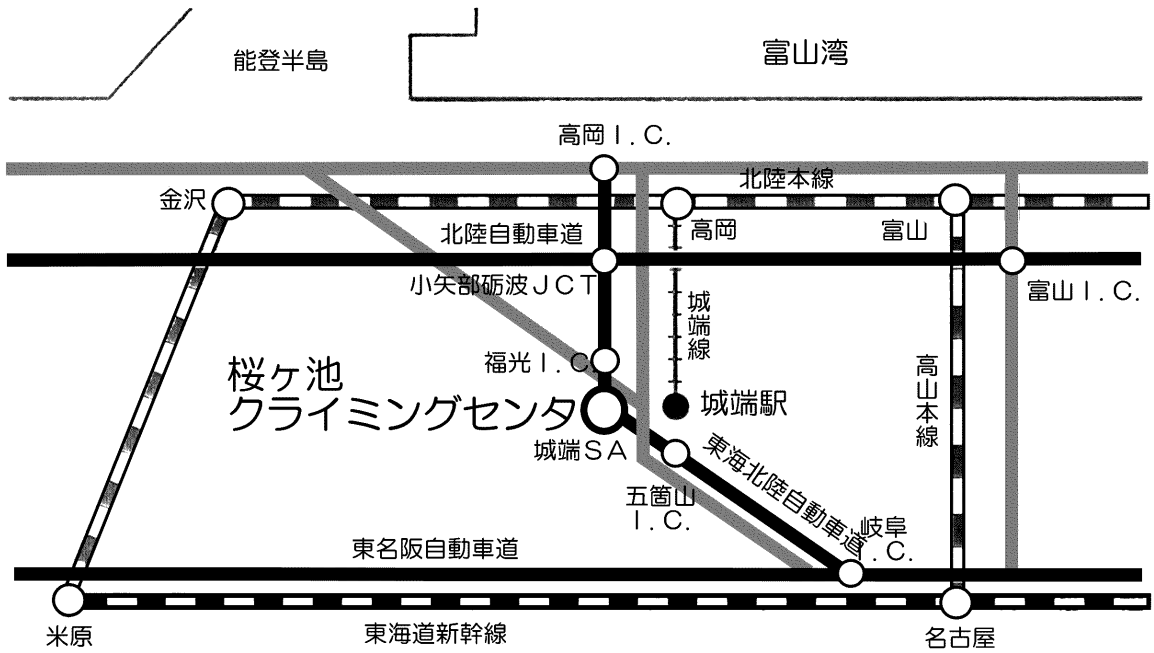 能登半島
富山湾
高岡I.C.
北陸本線
金沢
高岡
富山
北陸自動車道
小矢部砺波JCT
富山I.C.
城端線
福光I.C.
高山本線
桜ヶ池
クライミングセンタ
城端駅
城端SA
東海北陸自動車道
五箇山
I.C.
岐阜
I.C.
東名阪自動車道
米原
東海道新幹線
名古屋